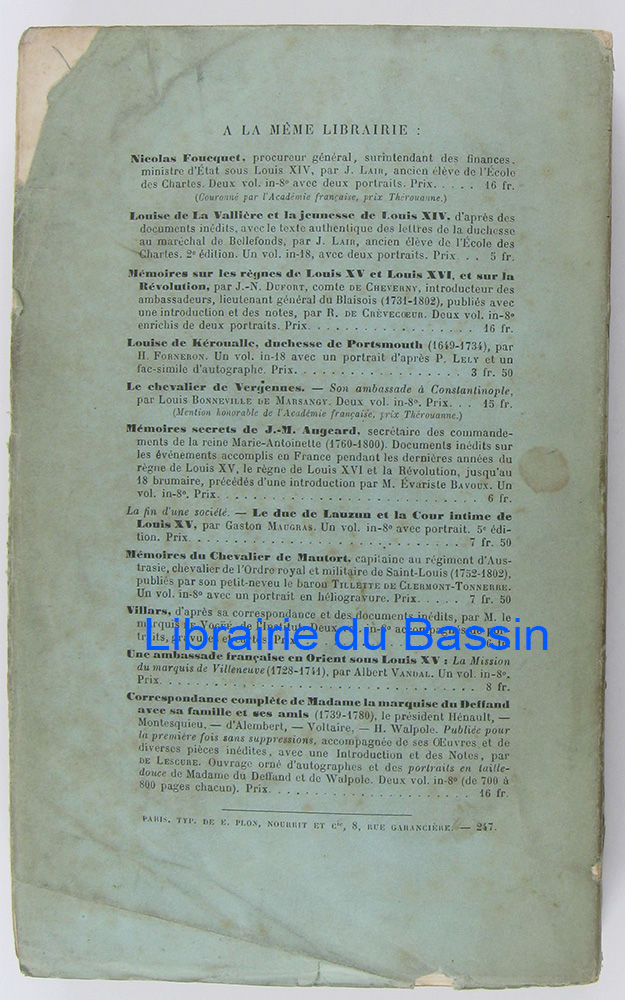 A LA MÊME LIBRAIRIE :
Nicolas Foucquet, procureur général, surintendant des finances,
ministre d'État sous Louis XIV, par J. LAIR, ancien élève de l'École
des Chartes. Deux vol. in-8° avec deux portraits. Prix. . . . . 16 fr.
(Couronné par l'Académie française, prix Thérouanne.)
Louise de La Vallière et la jeunesse de Louis XIV, d'après des
documents inédits, avec le texte authentique des lettres de la duchesse
au maréchal de Bellefonds, par J. LAIR, ancien élève de l'École des
Chartes. 2e édition. Un vol. in-18, avec deux portraits. Prix. . . 5 fr.
Mémoires sur les règnes de Louis XV et Louis XVI, et sur la
Révolution, par J.-N. DUFORT, comte DE CHEVERNY, introducteur des
ambassadeurs, lieutenant général du Blaisois (1731-1802), publiés avec
une introduction et des notes, par R. DE CRÈVECŒUR. Deux vol. in-8°
enrichis de deux portraits. Prix. . . . . . . . . . . . . . . . . 16 fr.
Louise de Kéroualle, duchesse de Portsmouth (1649-1734), par
H. FORNERON. Un vol. in-18 avec un portrait d'après P. LELY et un
fac-simile d'autographe. Prix. . . . . . . . . . . . . . . . 3 fr. 50
Le chevalier de Vergennes. — Son ambassade à Constantinople,
par Louis BONNEVILLE DE MARSANGY. Deux vol. in-8°. Prix. . . 15 fr.
(Mention honorable de l'Académie française, prix Thérouanne.)
Mémoires secrets de J.-M. Augeard, secrétaire des commande-
ments de la reine Marie-Antoinette (1760-1800). Documents inédits sur
les événements accomplis en France pendant les dernières années du
règne de Louis XV, le règne de Louis XVI et la Révolution, jusqu'au
18 brumaire, précédés d'une introduction par M. Évariste BAVOUX. Un
vol. in-8°. Prix. . . . . . . . . . . . . . . . . . . . . . . . . 6 fr.
La fin d'une société. — Le duc de Lauzun et la Cour intime de
Louis XV, par Gaston MAUGRAS. Un vol. in-8° avec portrait. 5e édi-
tion. Prix. . . . . . . . . . . . . . . . . . . . . . . . . 7 fr. 50
Mémoires du Chevalier de Mautort, capitaine au régiment d'Aus-
trasie, chevalier de l'Ordre royal et militaire de Saint-Louis (1752-1802),
publiés par son petit-neveu le baron TILLETTE DE CLERMONT-TONNERRE.
Un vol. in-8° avec un portrait en héliogravure. Prix. . . . . 7 fr. 50
Villars, d'après sa correspondance et des documents inédits, par M. le
marquis DE VOGÜÉ, de l'Institut. Deux vol. in-8° accompagnés de por-
traits, gravures et cartes. Prix. fr.
Librairie du Bassin
Une ambassade française en Orient sous Louis XV : La Mission
du marquis de Villeneuve (1728-1741), par Albert VANDAL. Un vol. in-8°.
Prix. . . . . . . . . . . . . . . . . . . . . . . . . . . . . . . 8 fr.
Correspondance complète de Madame la marquise du Deffand
avec sa famille et ses amis (1739-1780), le président Hénault, —
Montesquieu, — d'Alembert, — Voltaire, — H. Walpole. Publiée pour
la première fois sans suppressions, accompagnée de ses Œuvres et de
diverses pièces inédites, avec une Introduction et des Notes, par
DE LESCURE. Ouvrage orné d'autographes et des portraits en taille-
douce de Madame du Deffand et de Walpole. Deux vol. in-8° (de 700 à
800 pages chacun). Prix. . . . . . . . . . . . . . . . . . . . 16 fr.
PARIS. TYP. DE E. PLON, NOURRIT ET Cie, 8, RUE GARANCIÈRE. — 247.